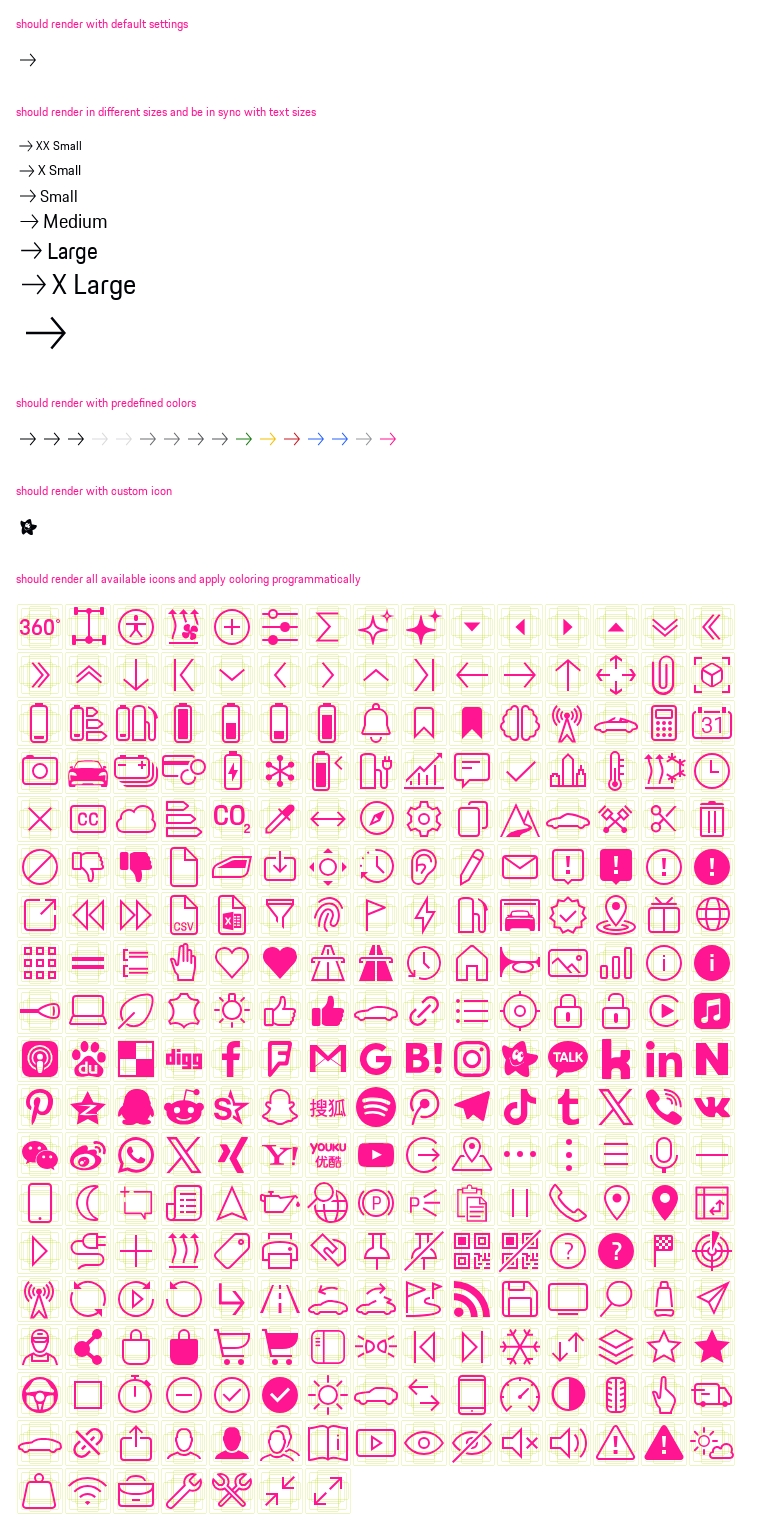 should render with default settings
should render in different sizes and be in sync with text sizes
XX Small
X Small
Small
Medium
Large
X Large
should render with predefined colors
should render with custom icon
should render all available icons and apply coloring programmatically
360°
31
CC
CO2
CSV
X
du
digg
B!
TALK
搜狐
Y!
YOUKU
优酷
P
P